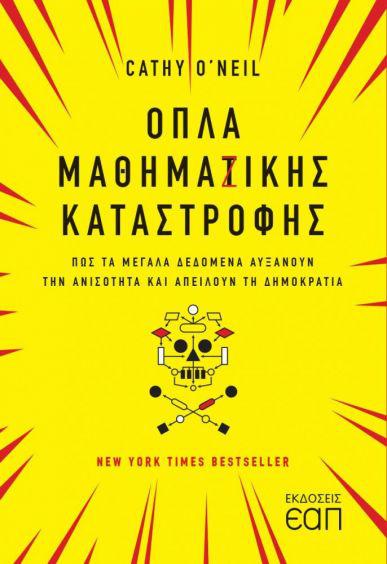 CATHY O'NEIL
ΟΠΛΑ
ΜΑΘΗΜΑΖΙΚΗΣ
ΚΑΤΑΣΤΡΟΦΗΣ
ΠΩΣ ΤΑ ΜΕΓΑΛΑ ΔΕΔΟΜΕΝΑ ΑΥΞΑΝΟΥΝ
ΤΗΝ ΑΝΙΣΟΤΗΤΑ ΚΑΙ ΑΠΕΙΛΟΥΝ ΤΗ ΔΗΜΟΚΡΑΤΙΑ
NEW YORK TIMES BESTSELLER
ΕΚΔΟΣΕΙΣ
εαπ